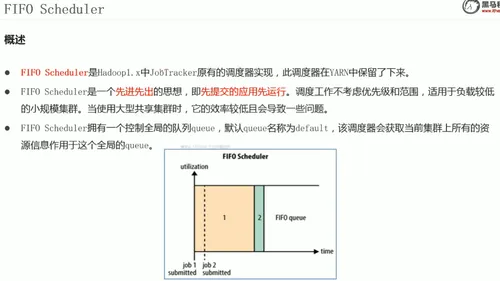 FIFO Scheduler
黑马
概述
FIFO Scheduler是Hadoop1.x中JobTracker原有的调度器实现，此调度器在YARN中保留了下来。
FIFO Scheduler是一个先进先出的思想，即先提交的应用先运行。调度工作不考虑优先级和范围，适用于负载较低
的小规模集群。当使用大型共享集群时，它的效率较低且会导致一些问题。
FIFO Scheduler拥有一个控制全局的队列queue，默认queue名称为default，该调度器会获取当前集群上所有的资
源信息作用于这个全局的queue。
FIFO Scheduler
utilization
1
2
FIFO queue
time
job 1
submitted
job 2
submitted